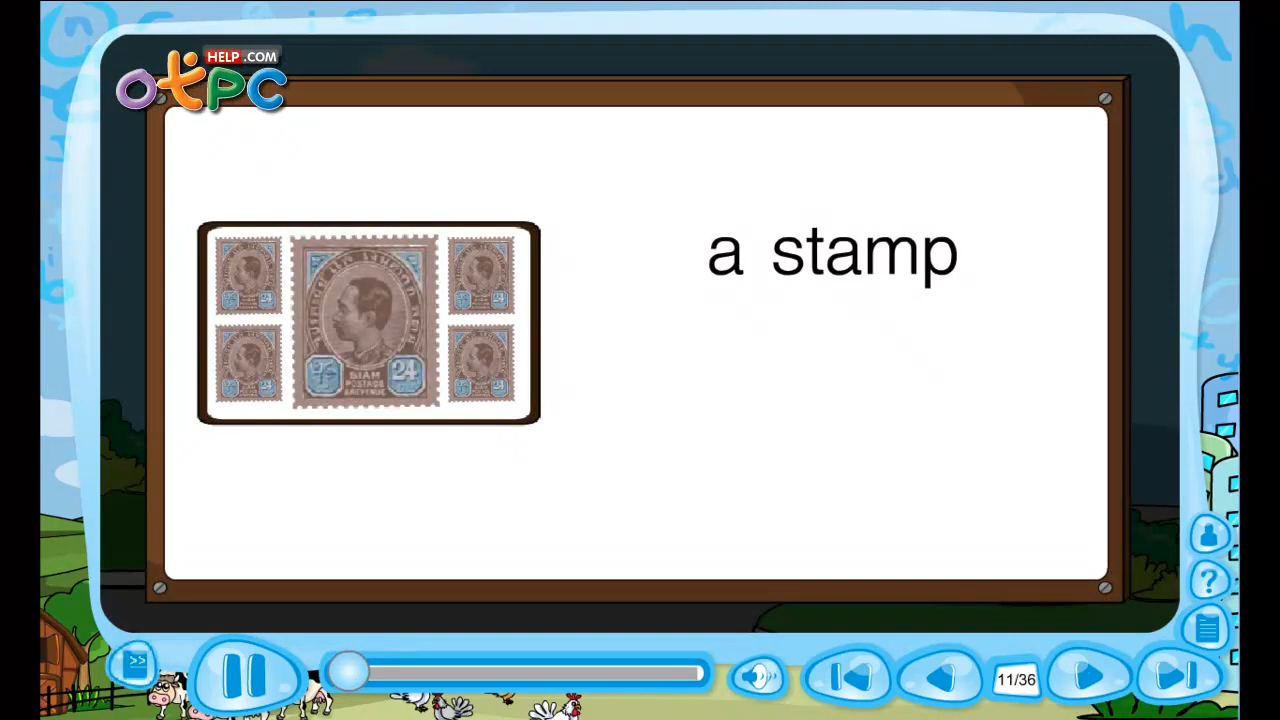 HELP.COM
otpc
a stamp
24
SIAM
POSTAGE
& REVENUE
11/36
>>
?